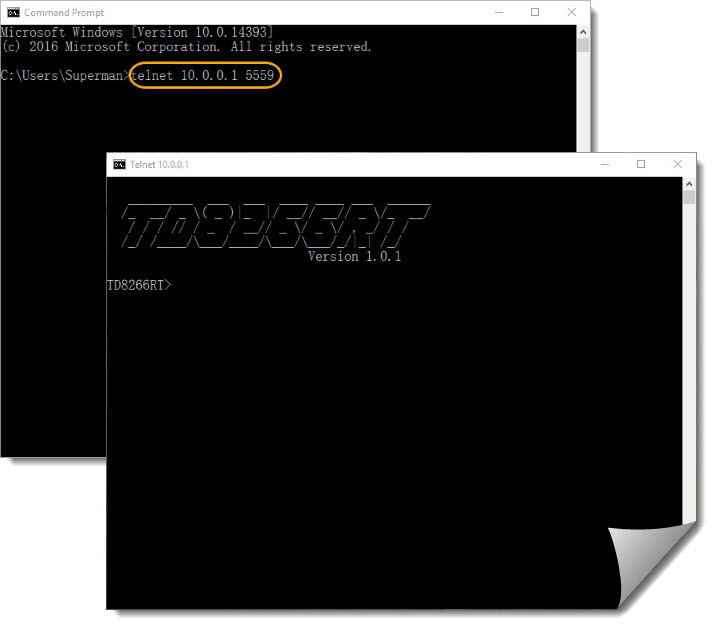 Command Prompt
Microsoft Windows [Version 10.0.14393]
(c) 2016 Microsoft Corporation. All rights reserved.
C:\Users\Superman>telnet 10.0.0.1 5559
Telnet 10.0.0.1
TD8266RT
Version 1.0.1
TD8266RT>